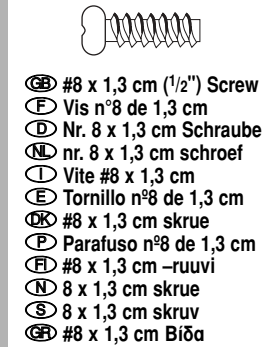 GB #8 x 1,3 cm (1/2") Screw
F Vis n°8 de 1,3 cm
D Nr. 8 x 1,3 cm Schraube
NL nr. 8 x 1,3 cm schroef
I Vite #8 x 1,3 cm
E Tornillo nº8 de 1,3 cm
DK #8 x 1,3 cm skrue
P Parafuso nº8 de 1,3 cm
FI #8 x 1,3 cm –ruuvi
N 8 x 1,3 cm skrue
S 8 x 1,3 cm skruv
GR #8 x 1,3 cm Βίδα